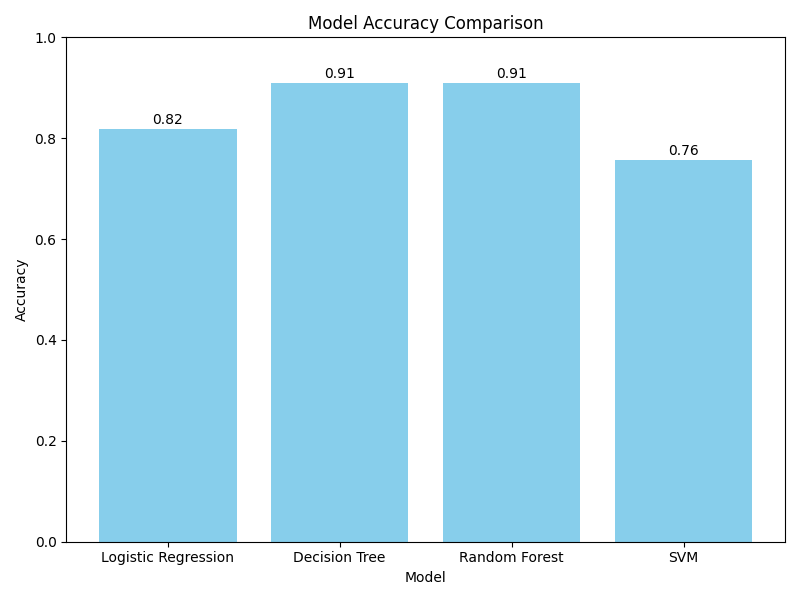 Model Accuracy Comparison
1.0
0.8
0.6
0.4
0.2
0.0
Accuracy
0.82
0.91
0.91
0.76
Logistic Regression
Decision Tree
Random Forest
SVM
Model